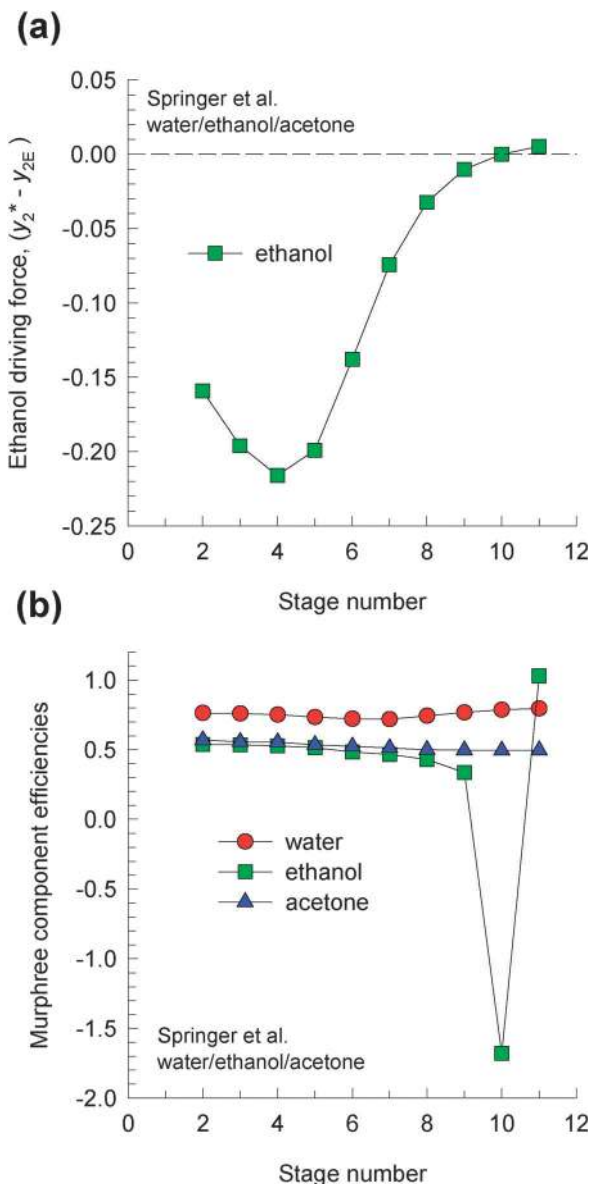 (a)
Ethanol driving force, (y2* - y2E)
0.05
0.00
-0.05
-0.10
-0.15
-0.20
-0.25
Springer et al.
water/ethanol/acetone
ethanol
0 2 4 6 8 10 12
Stage number
(b)
Murphree component efficiencies
1.0
0.5
0.0
-0.5
-1.0
-1.5
-2.0
water
ethanol
acetone
Springer et al.
water/ethanol/acetone
0 2 4 6 8 10 12
Stage number